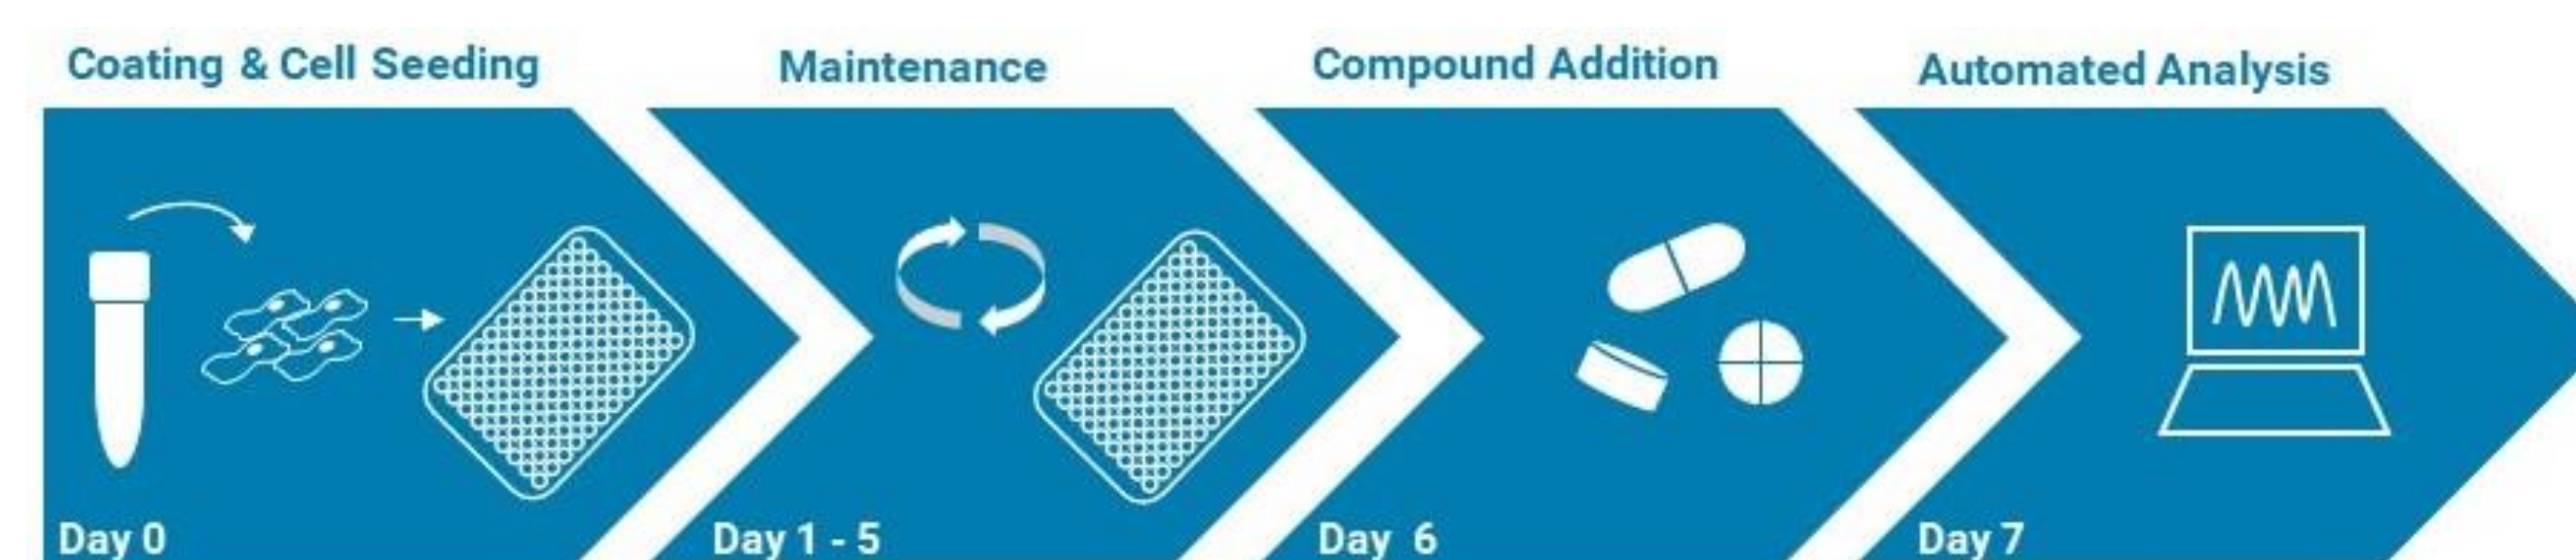 Coating & Cell Seeding
Maintenance
Compound Addition
Automated Analysis
Day 0
Day 1 - 5
Day 6
Day 7